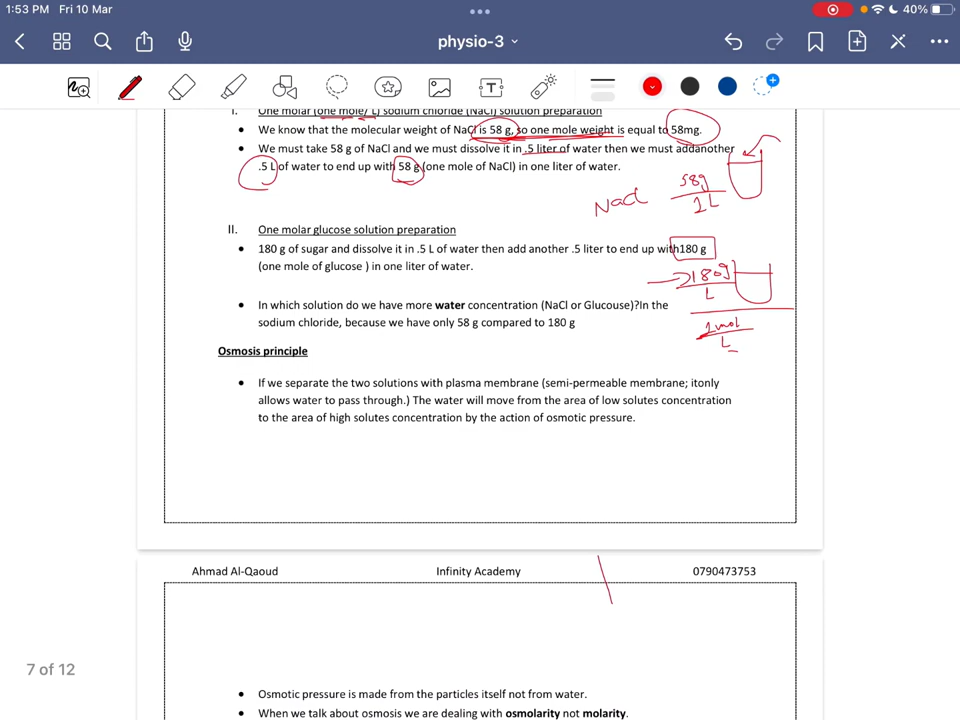 1:53 PM Fri 10 Mar
40%
physio-3
I. One molar (one mole/ L) sodium chloride (NaCl) solution preparation
We know that the molecular weight of NaCl is 58 g, so one mole weight is equal to 58mg.
We must take 58 g of NaCl and we must dissolve it in .5 liter of water then we must addanother
.5 L of water to end up with 58 g (one mole of NaCl) in one liter of water.
58g
NaCl
1L
II. One molar glucose solution preparation
180 g of sugar and dissolve it in .5 L of water then add another .5 liter to end up with180 g
(one mole of glucose ) in one liter of water.
180g
L
In which solution do we have more water concentration (NaCl or Glucouse)?In the
sodium chloride, because we have only 58 g compared to 180 g
1mol
L
Osmosis principle
If we separate the two solutions with plasma membrane (semi-permeable membrane; itonly
allows water to pass through.) The water will move from the area of low solutes concentration
to the area of high solutes concentration by the action of osmotic pressure.
Ahmad Al-Qaoud Infinity Academy 0790473753
7 of 12
Osmotic pressure is made from the particles itself not from water.
When we talk about osmosis we are dealing with osmolarity not molarity.